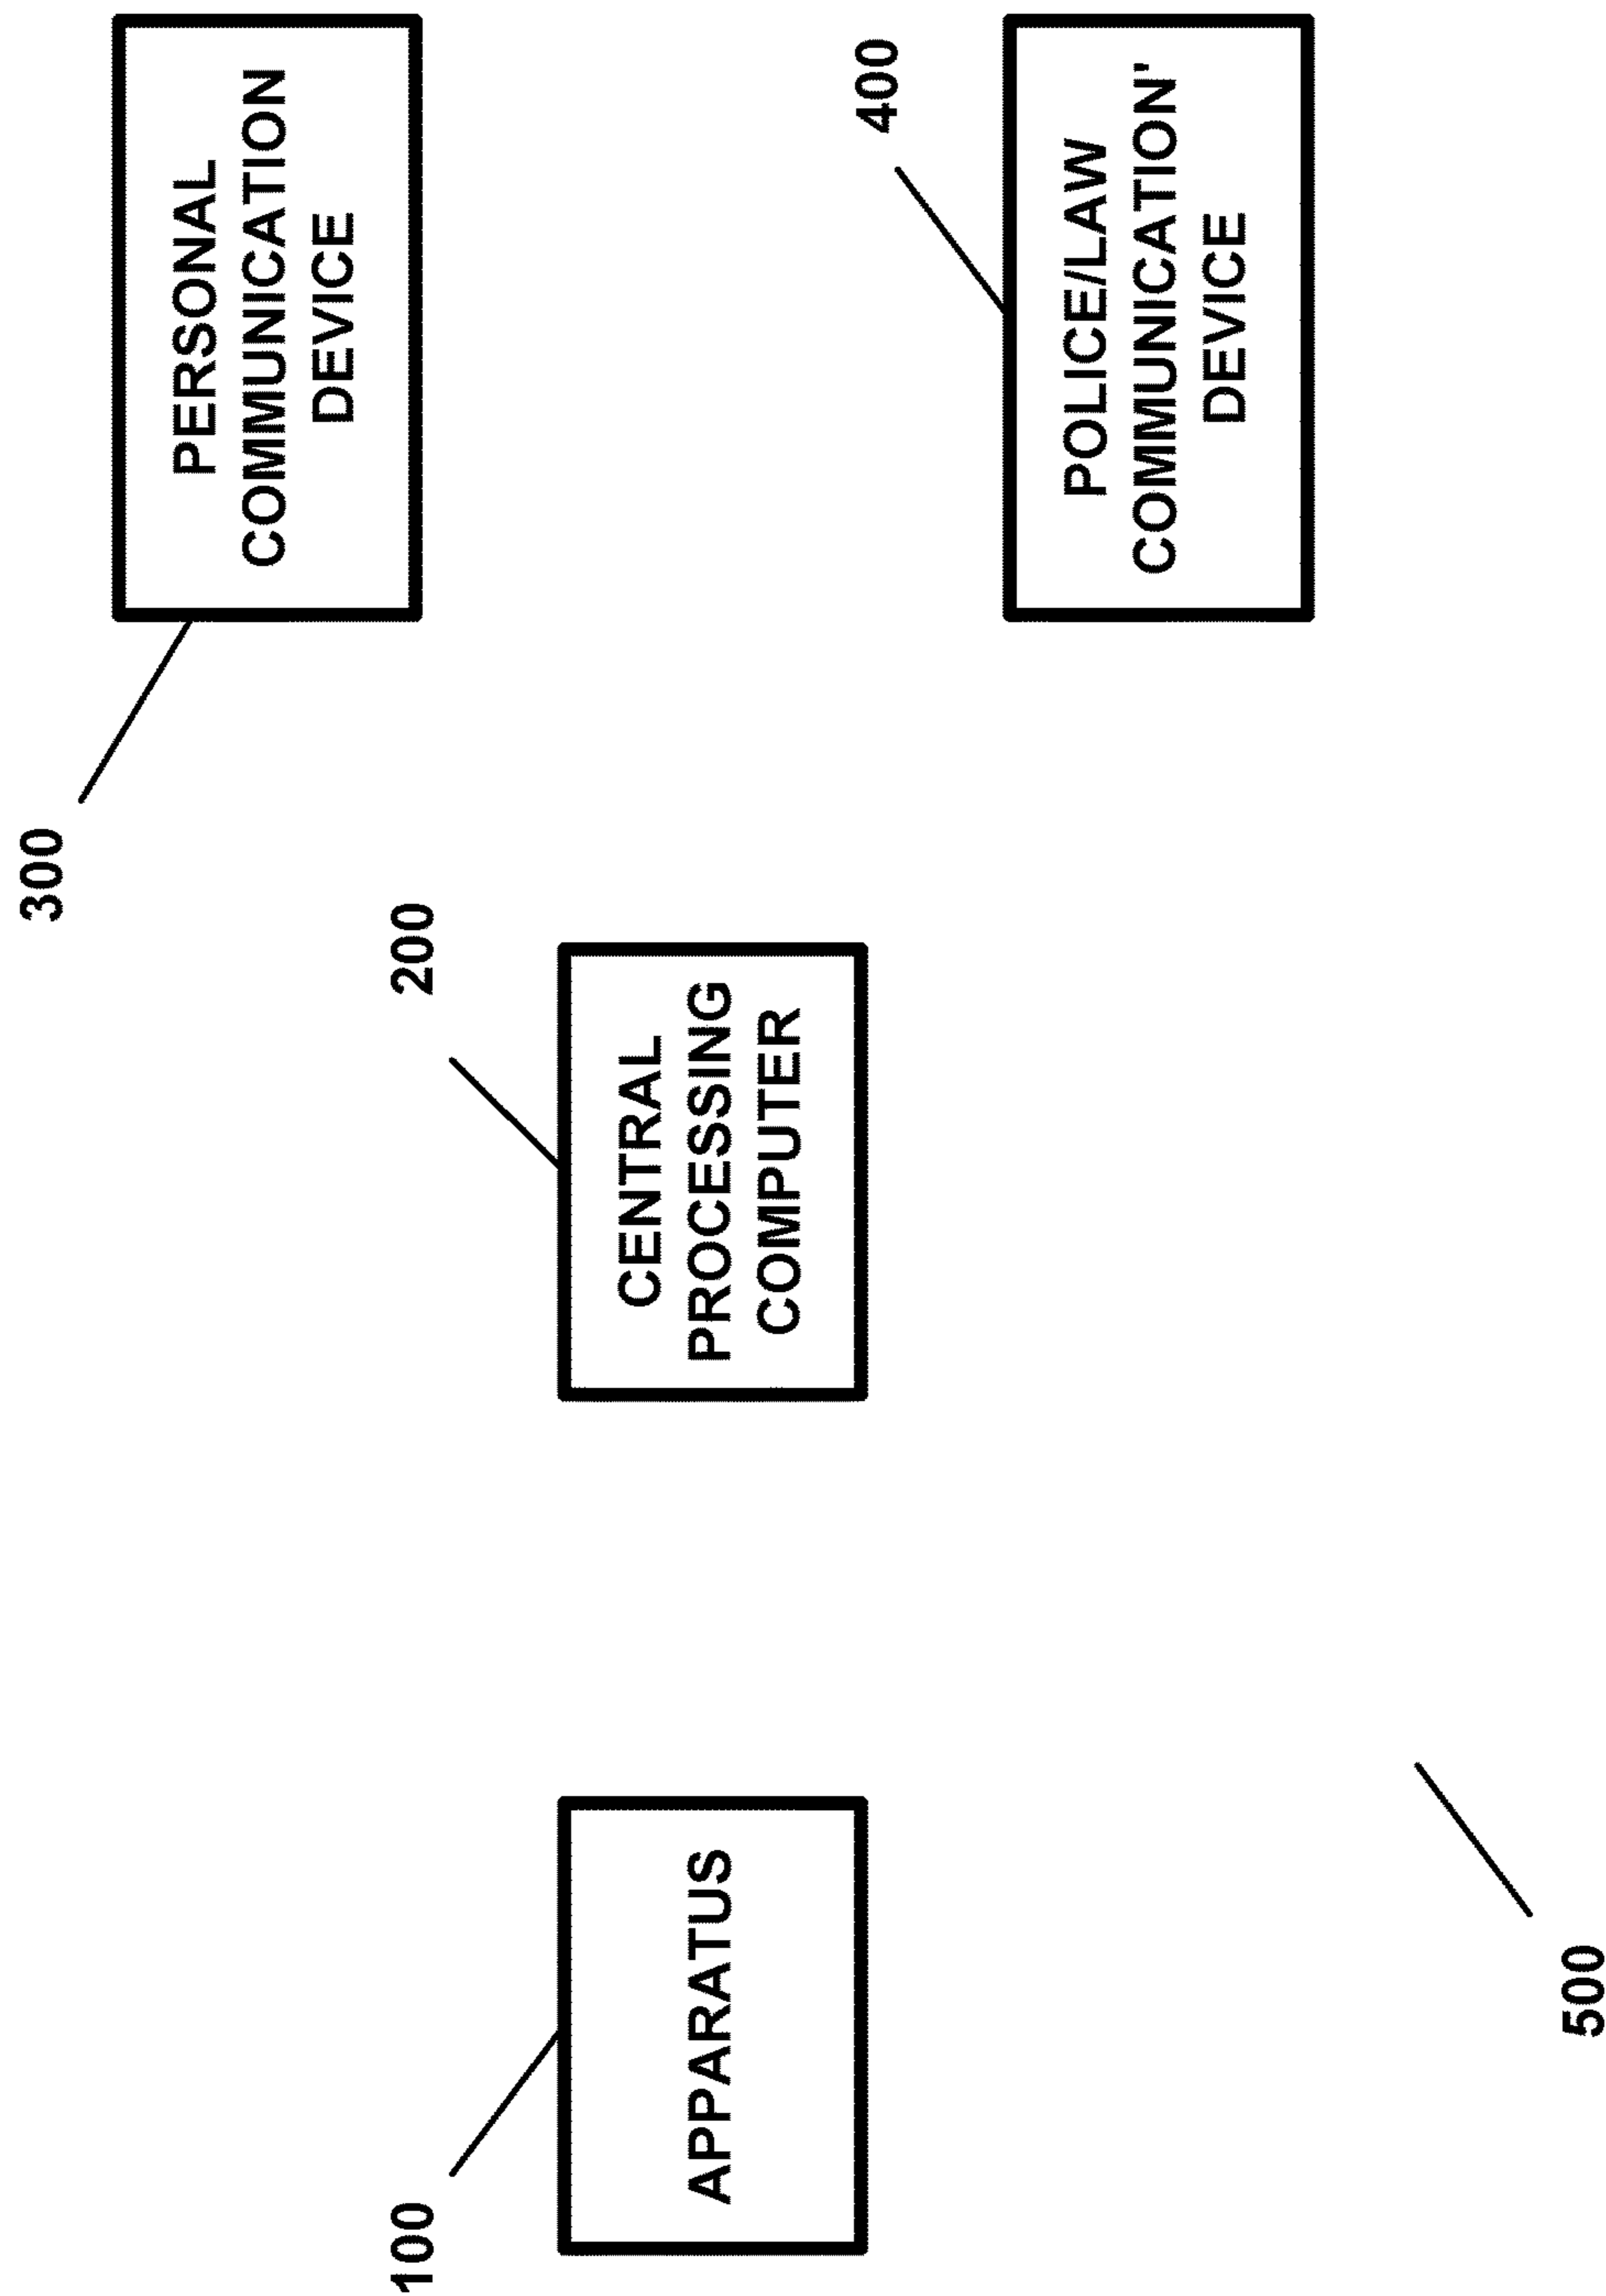 300
PERSONAL
COMMUNICATION
DEVICE
100
APPARATUS
200
CENTRAL
PROCESSING
COMPUTER
400
POLICE/LAW
COMMUNICATION'
DEVICE
500